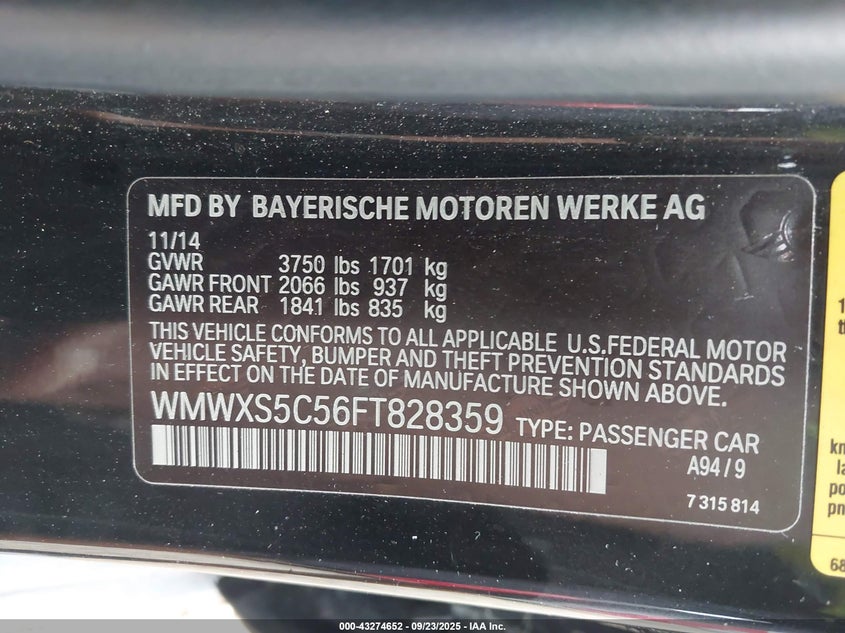 MFD BY BAYERISCHE MOTOREN WERKE AG
11/14
GVWR 3750 lbs 1701 kg
GAWR FRONT 2066 lbs 937 kg
GAWR REAR 1841 lbs 835 kg
THIS VEHICLE CONFORMS TO ALL APPLICABLE U.S.FEDERAL MOTOR
VEHICLE SAFETY, BUMPER AND THEFT PREVENTION STANDARDS
IN EFFECT ON THE DATE OF MANUFACTURE SHOWN ABOVE.
WMWXS5C56FT828359 TYPE: PASSENGER CAR
A94/9
7 315 814
km
po
68
000-43274652 - 09/23/2025 - IAA Inc.